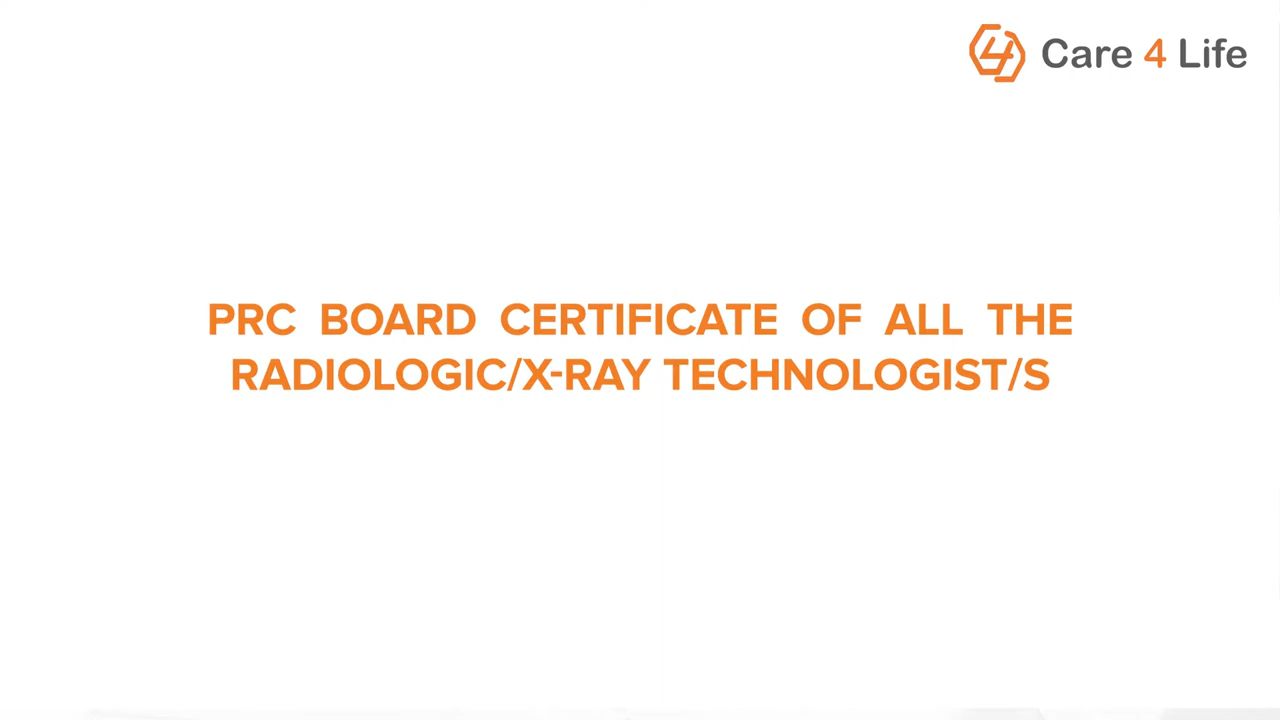 Care 4 Life
PRC BOARD CERTIFICATE OF ALL THE
RADIOLOGIC/X-RAY TECHNOLOGIST/S